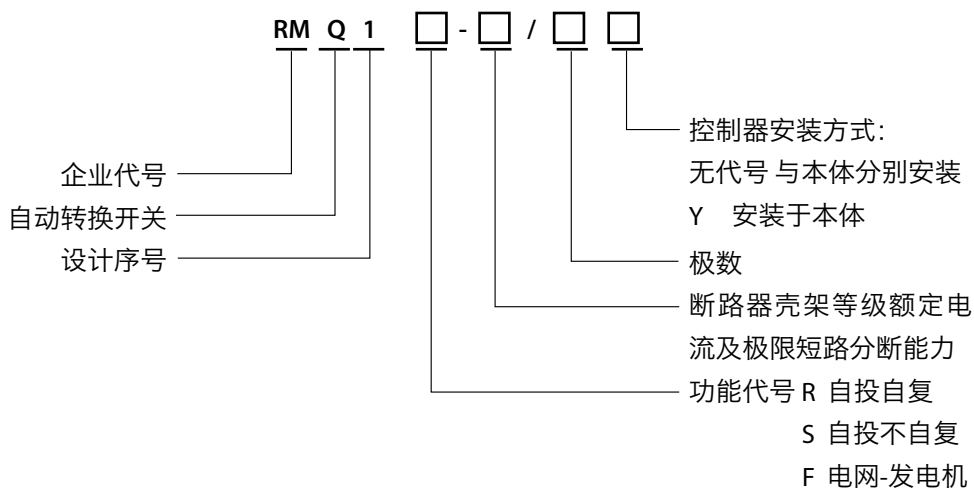 RM Q 1 □ - □ / □ □
控制器安装方式:
无代号 与本体分别安装
Y 安装于本体
极数
断路器壳架等级额定电
流及极限短路分断能力
功能代号 R 自投自复
S 自投不自复
F 电网-发电机
企业代号
自动转换开关
设计序号